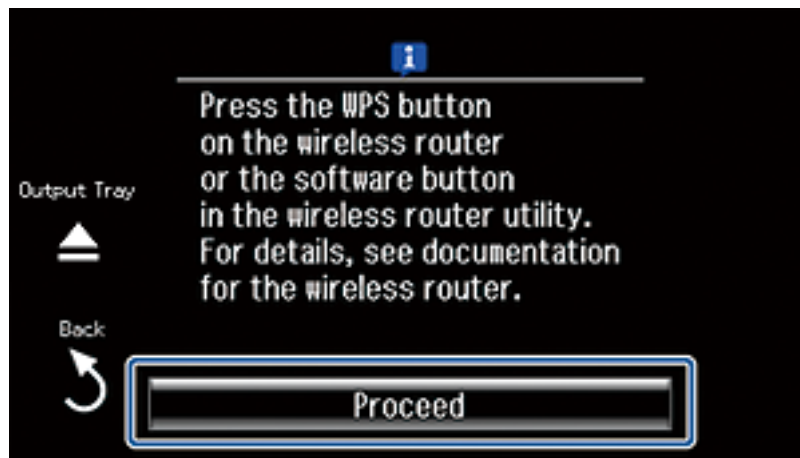 Press the WPS button
on the wireless router
or the software button
in the wireless router utility.
For details, see documentation
for the wireless router.
Output Tray
Back
Proceed